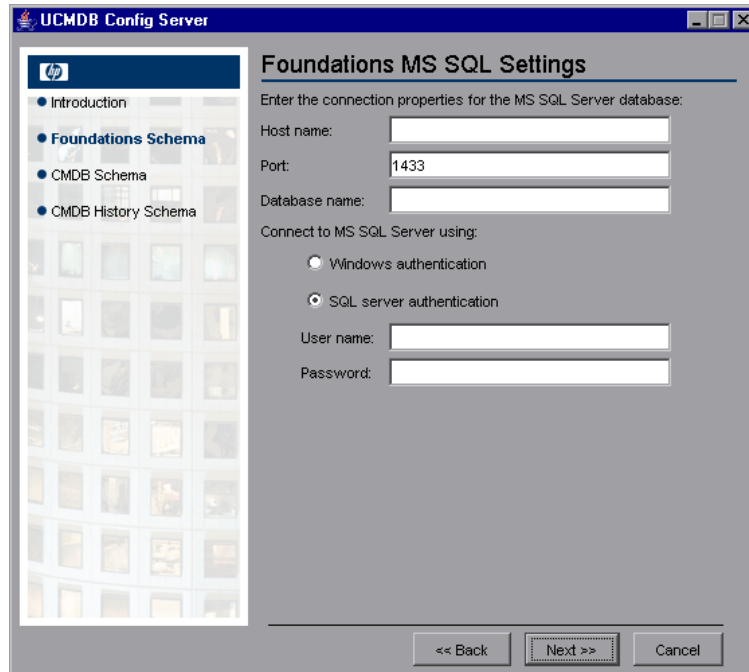 UCMDB Config Server
hp
Introduction
Foundations Schema
CMDB Schema
CMDB History Schema
Foundations MS SQL Settings
Enter the connection properties for the MS SQL Server database:
Host name:
Port: 1433
Database name:
Connect to MS SQL Server using:
Windows authentication
SQL server authentication
User name:
Password:
<< Back Next >> Cancel